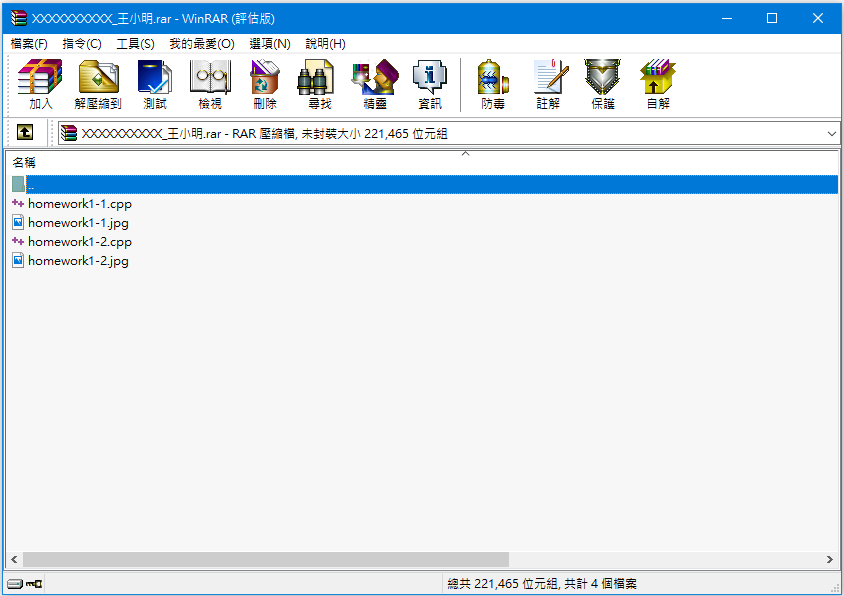 XXXXXXXXXXX_王小明.rar - WinRAR (評估版)
檔案(F) 指令(C) 工具(S) 我的最愛(O) 選項(N) 說明(H)
加入 解壓縮到 測試 檢視 刪除 尋找 精靈 資訊 防毒 註解 保護 自解
XXXXXXXXXXX_王小明.rar - RAR 壓縮檔, 未封裝大小 221,465 位元組
名稱
..
homework1-1.cpp
homework1-1.jpg
homework1-2.cpp
homework1-2.jpg
總共 221,465 位元組, 共計 4 個檔案